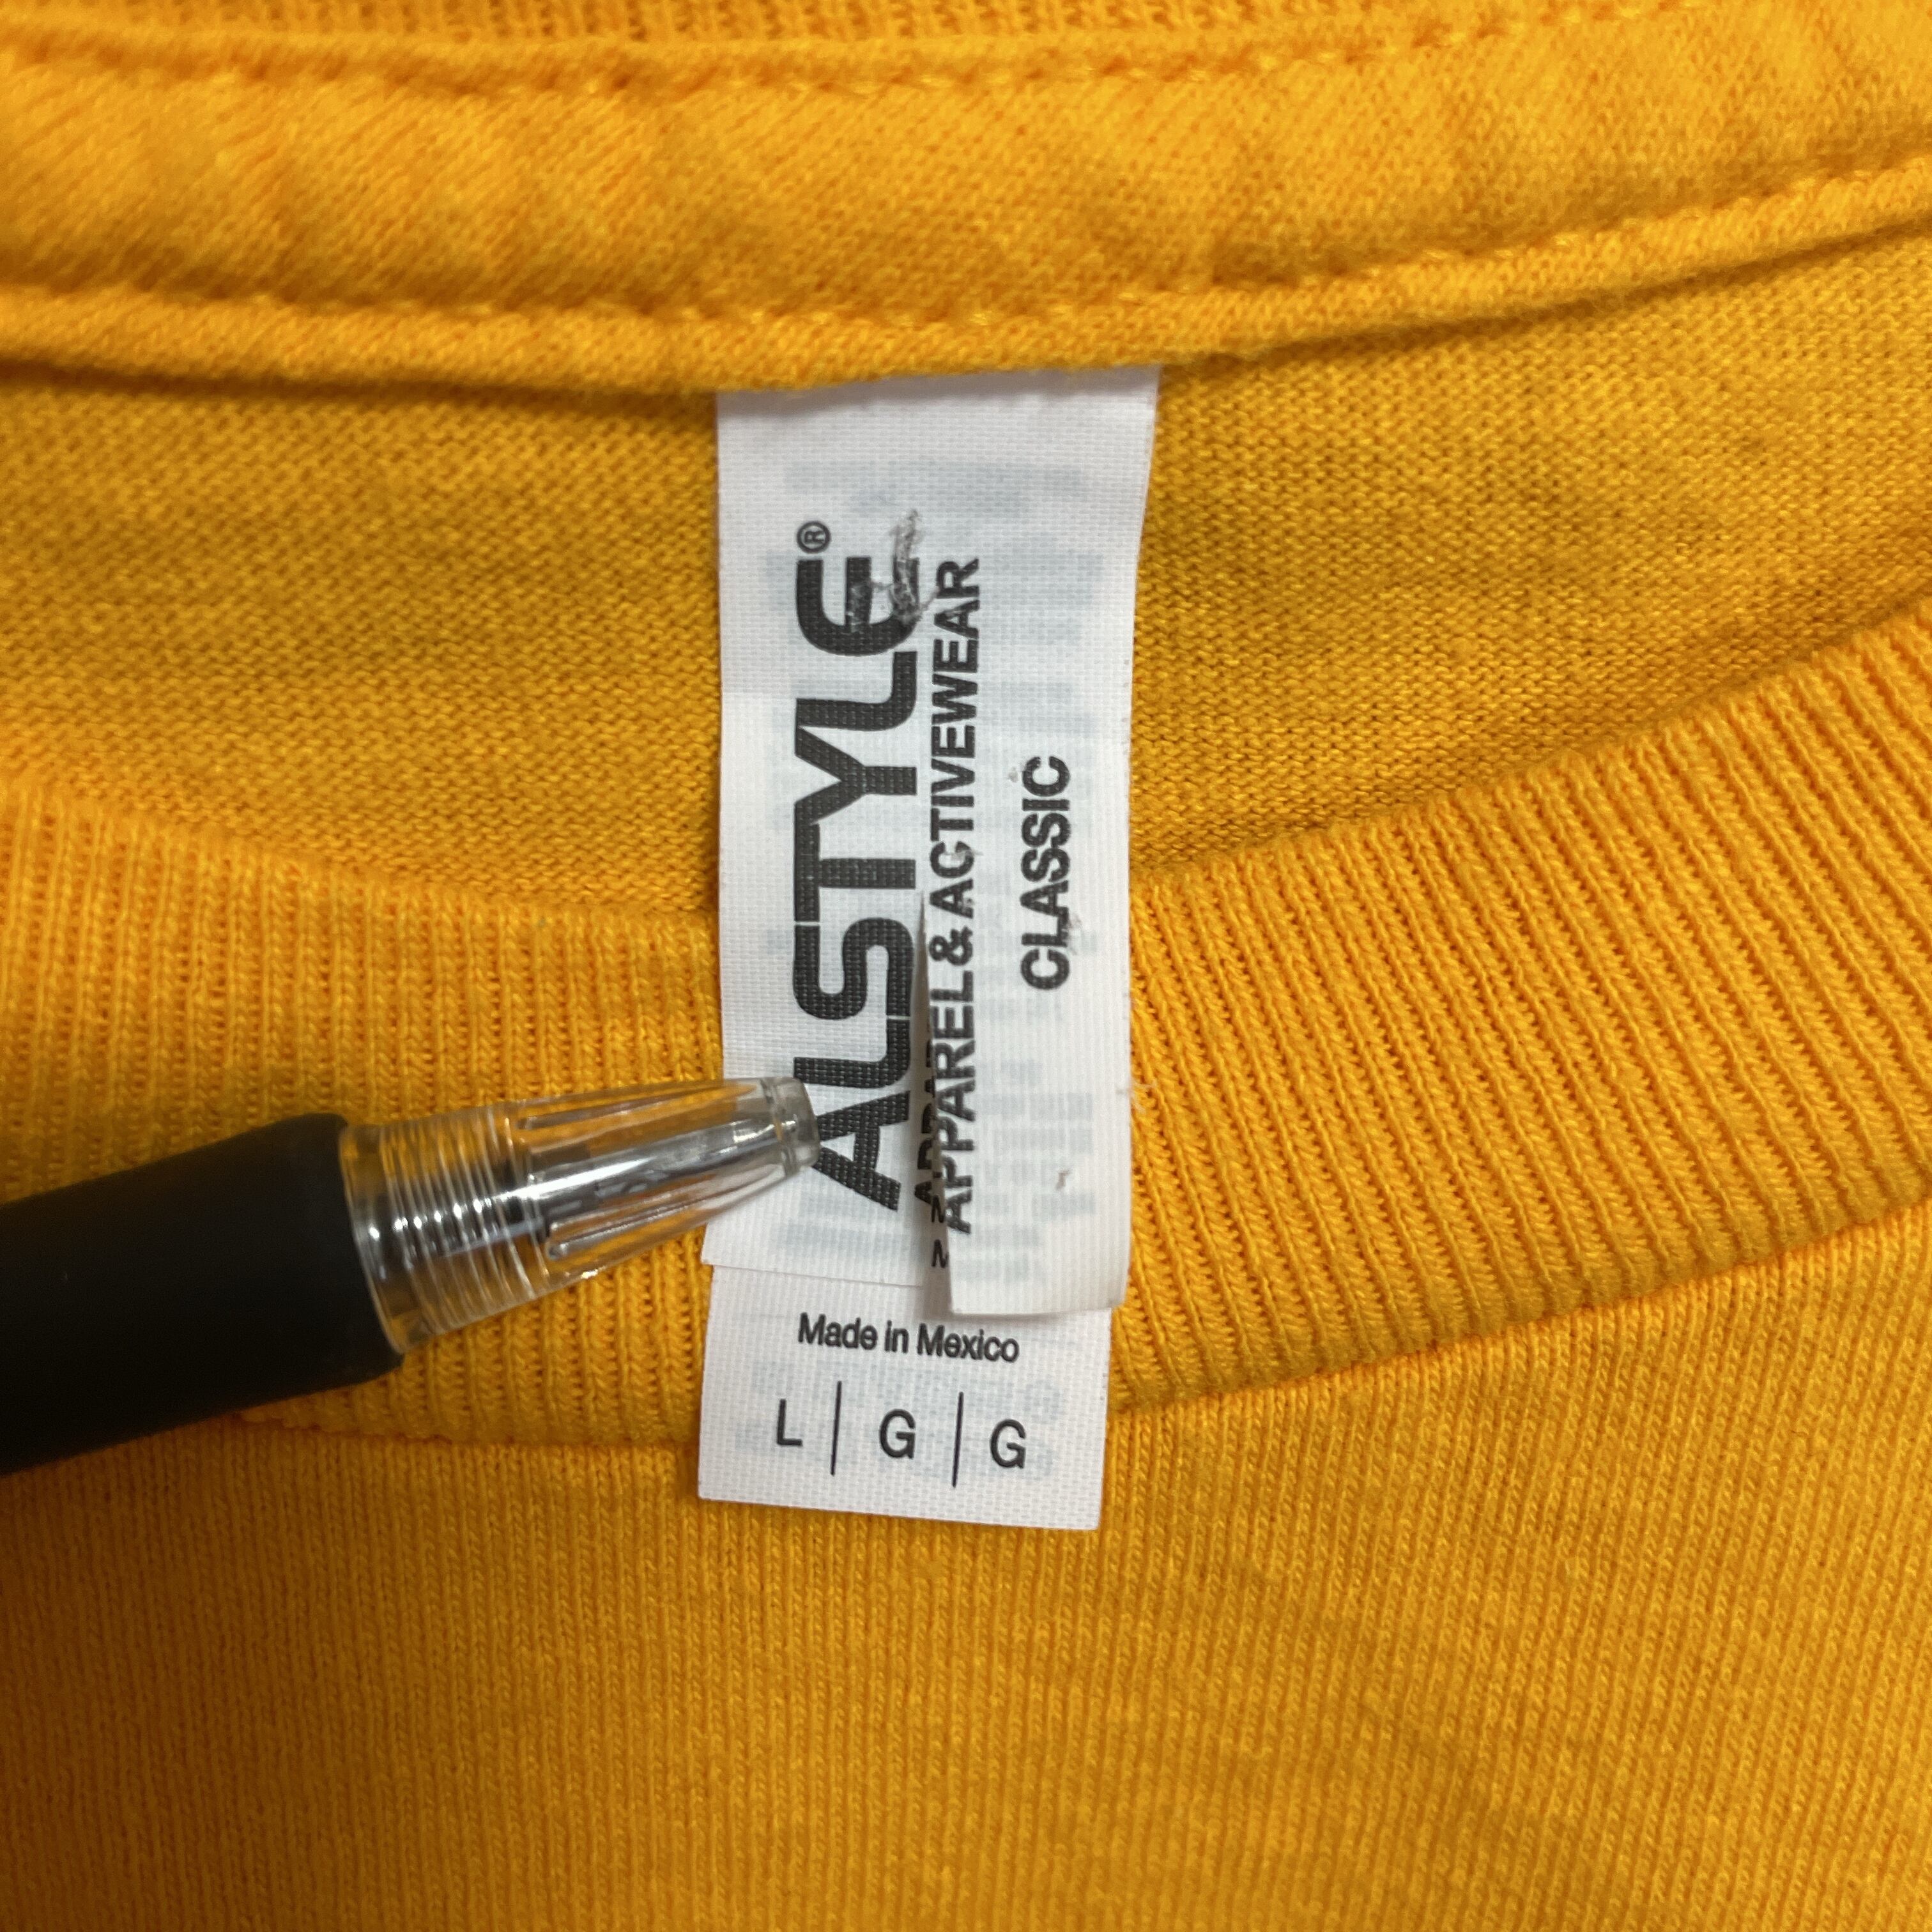 ALSTYLE®
APPAREL & ACTIVEWEAR
CLASSIC
Made in Mexico
L | G | G